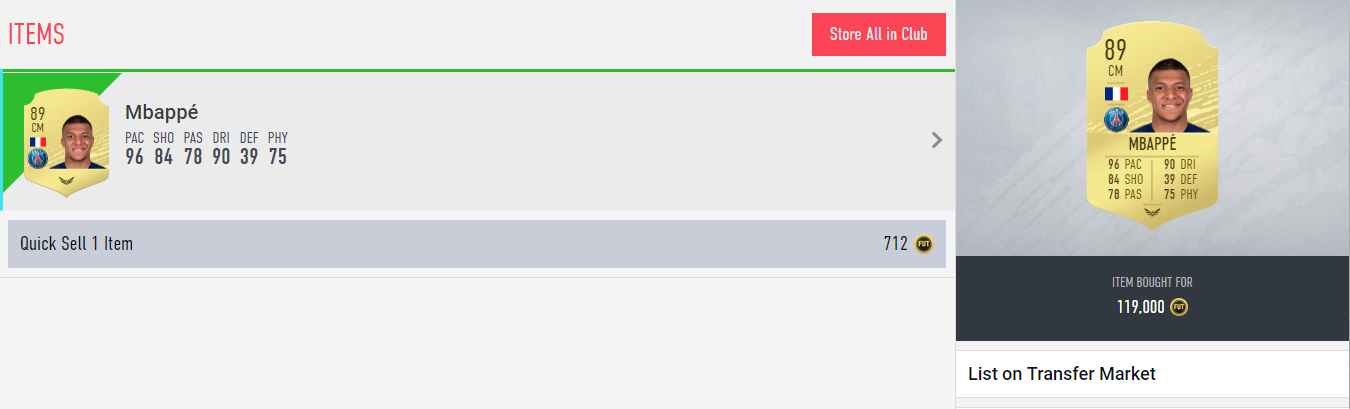 ITEMS
Store All in Club
89
CM
Mbappé
PAC SHO PAS DRI DEF PHY
96 84 78 90 39 75
Quick Sell 1 Item
712 FUT
89
CM
MBAPPÉ
96 PAC 90 DRI
84 SHO 39 DEF
78 PAS 75 PHY
ITEM BOUGHT FOR
119,000 FUT
List on Transfer Market